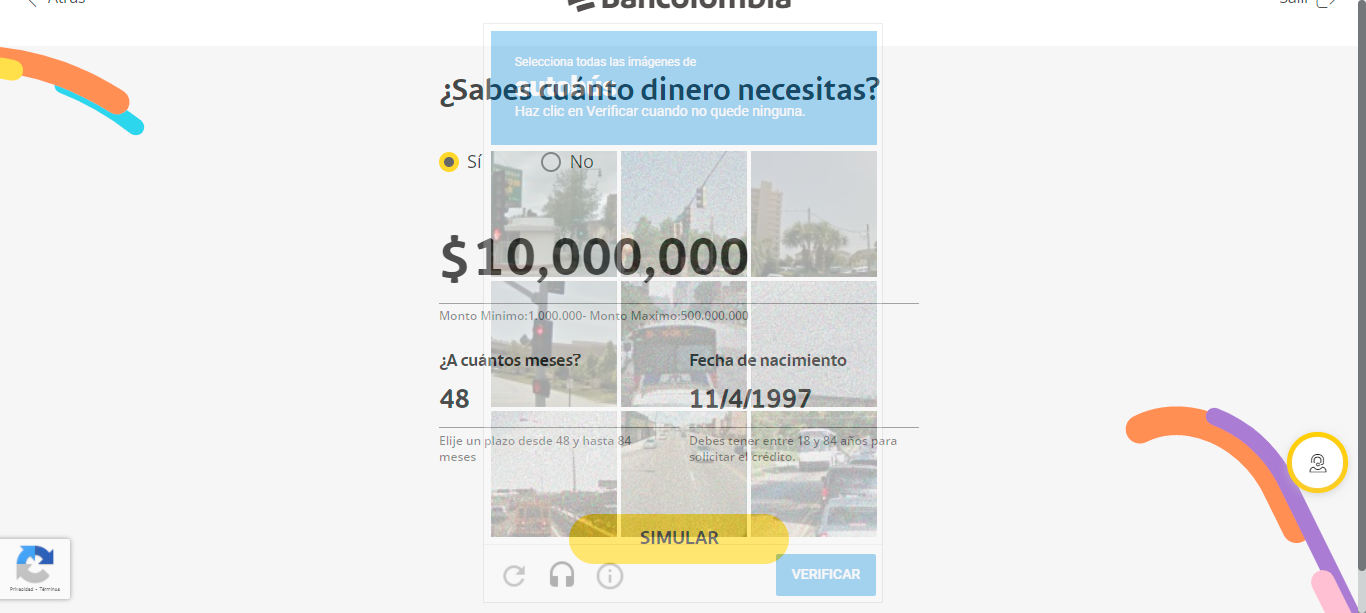 Atrás
Bancolombia
Salir
Selecciona todas las imágenes de
autobús
¿Sabes cuánto dinero necesitas?
Haz clic en Verificar cuando no quede ninguna.
Sí
No
$10,000,000
Monto Minimo:1.000.000- Monto Maximo:500.000.000
¿A cuántos meses?
48
Elije un plazo desde 48 y hasta 84
meses
Fecha de nacimiento
11/4/1997
Debes tener entre 18 y 84 años para
solicitar el crédito.
SIMULAR
VERIFICAR
Privacidad - Términos